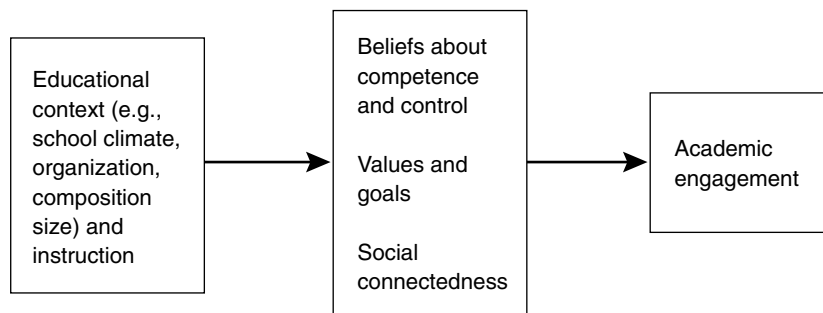 Educational
context (e.g.,
school climate,
organization,
composition
size) and
instruction
Beliefs about
competence
and control
Values and
goals
Social
connectedness
Academic
engagement